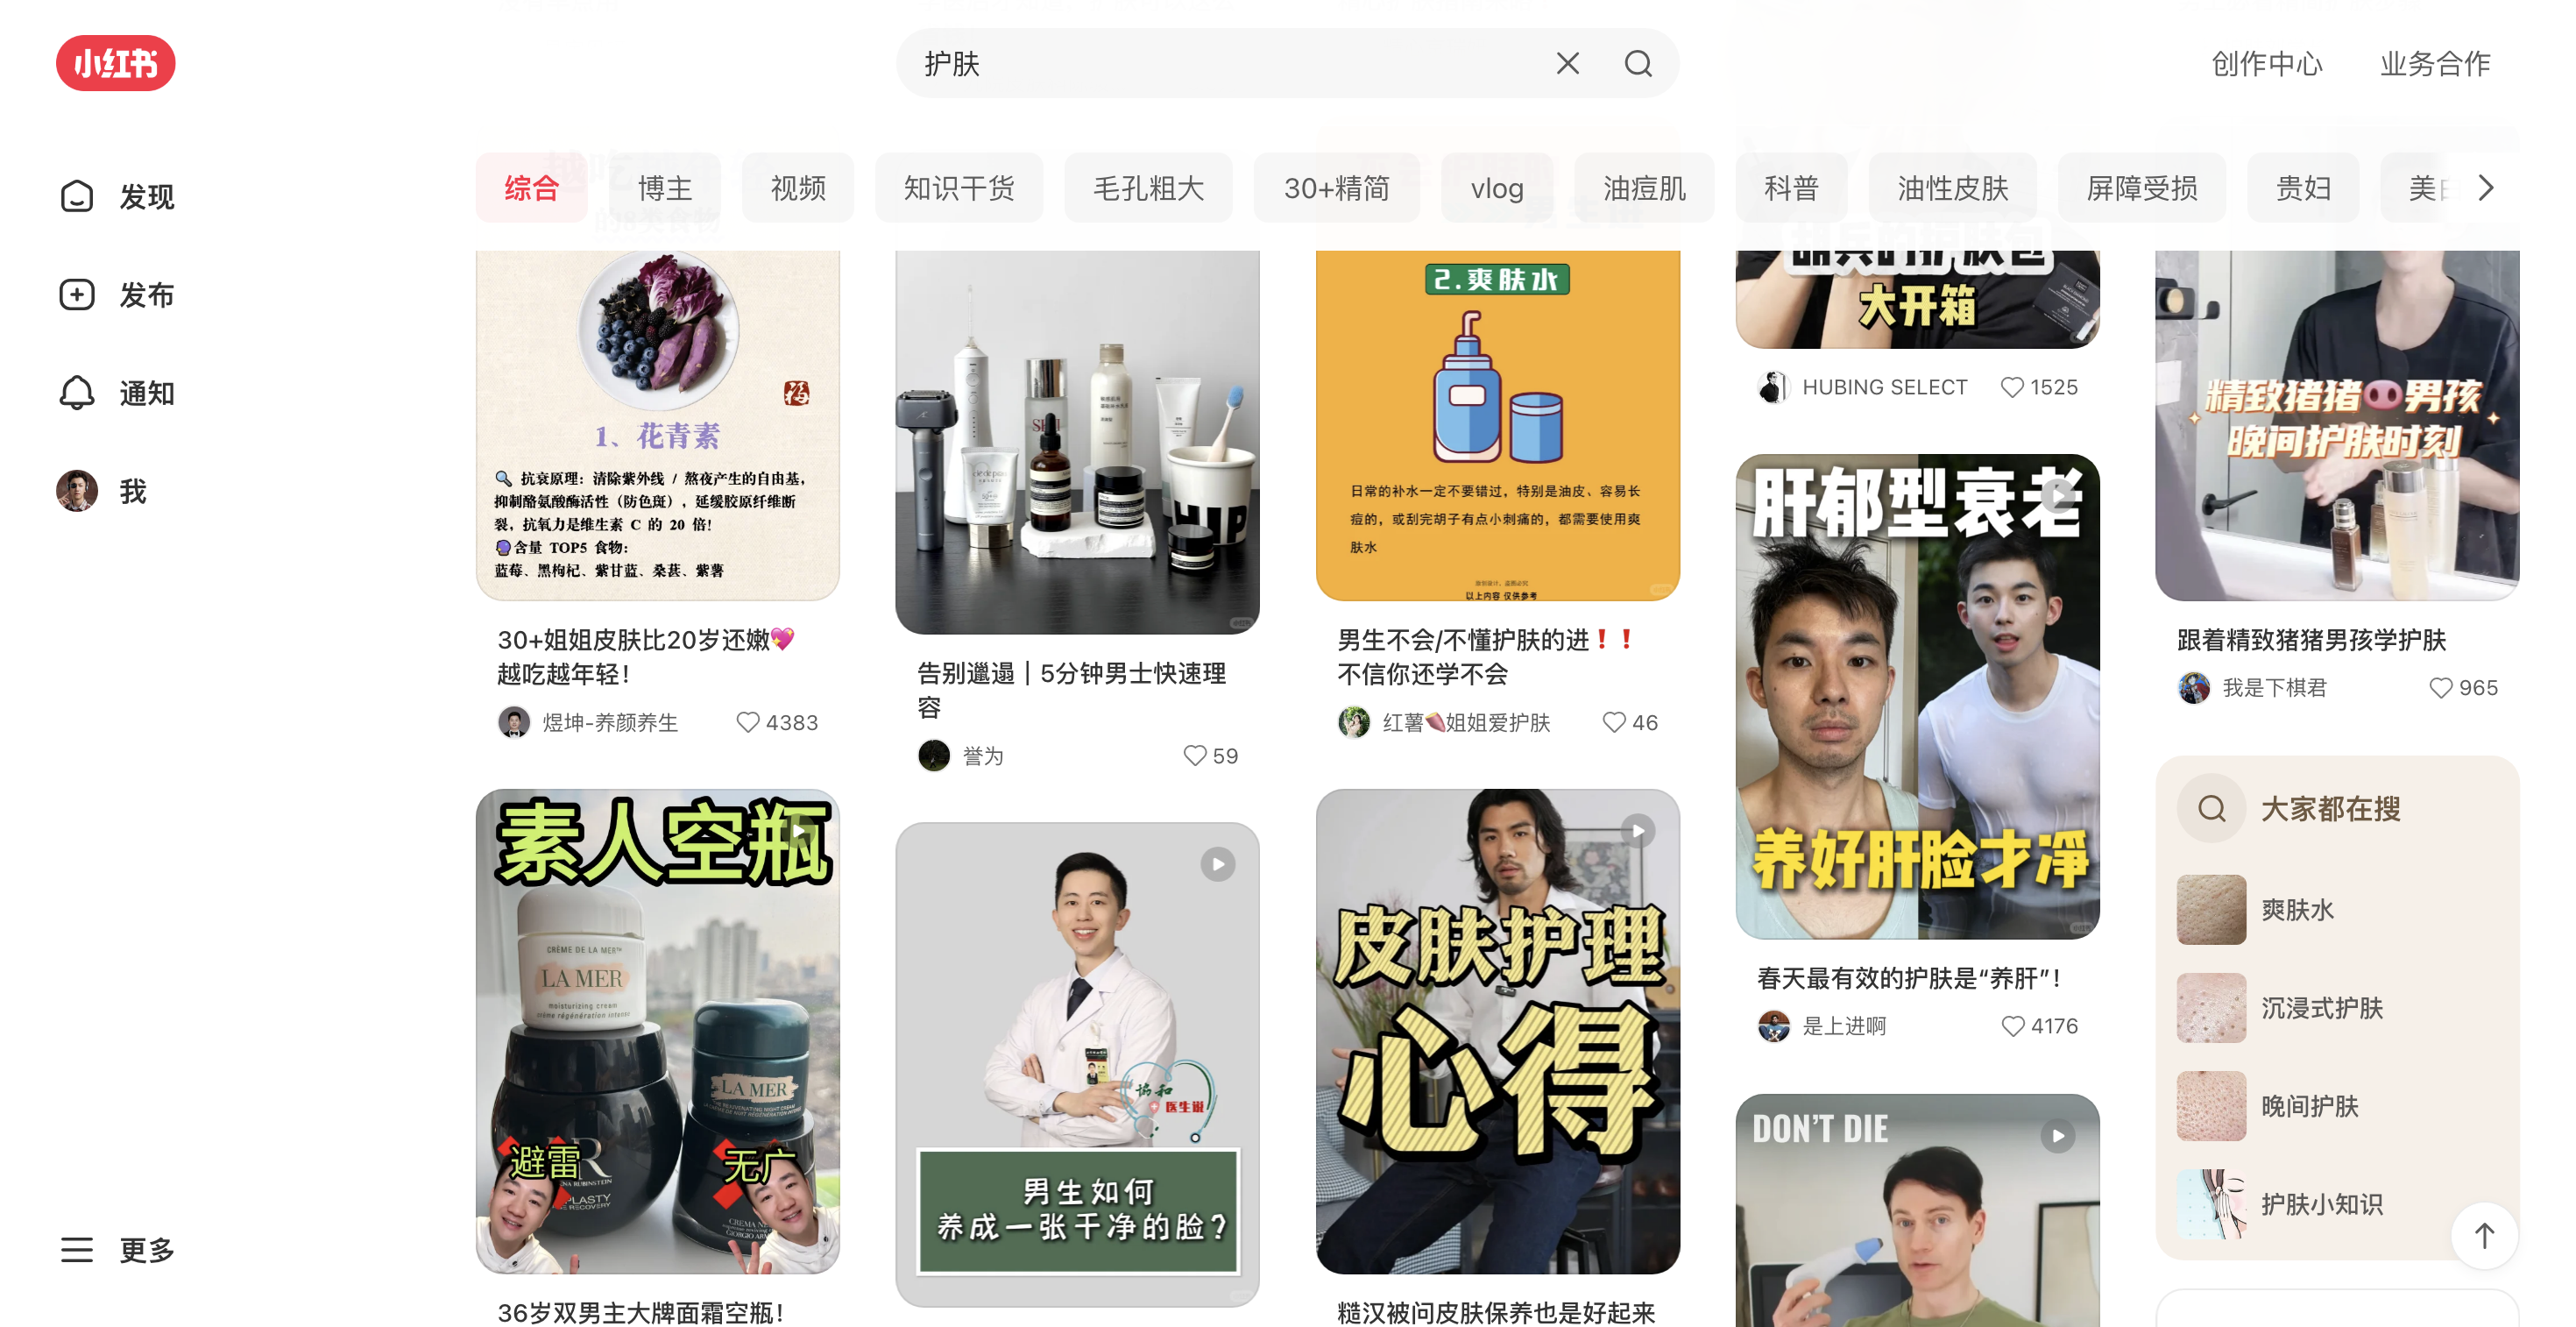 小红书
护肤
创作中心
业务合作
发现
发布
通知
我
更多
综合
博主
视频
知识干货
毛孔粗大
30+精简
vlog
油痘肌
科普
油性皮肤
屏障受损
贵妇
1、花青素
🔍 抗衰原理：清除紫外线 / 熬夜产生的自由基，
抑制酪氨酸酶活性（防色斑），延缓胶原纤维断
裂，抗氧力是维生素 C 的 20 倍！
🔮含量 TOP5 食物：
蓝莓、黑枸杞、紫甘蓝、桑葚、紫薯
30+姐姐皮肤比20岁还嫩💖
越吃越年轻！
煜坤-养颜养生
4383
素人空瓶
CRÈME DE LA MER™
LA MER
moisturizing cream
crème régénération intense
LA MER
避雷
无广
36岁双男主大牌面霜空瓶！
告别邋遢｜5分钟男士快速理
容
誉为
59
協和
医生说
男生如何
养成一张干净的脸？
2.爽肤水
日常的补水一定不要错过，特别是油皮、容易长
痘的，或刮完胡子有点小刺痛的，都需要使用爽
肤水
以上内容 仅供参考
男生不会/不懂护肤的进❗❗
不信你还学不会
红薯🍠姐姐爱护肤
46
皮肤护理
心得
糙汉被问皮肤保养也是好起来
大开箱
HUBING SELECT
1525
肝郁型衰老
养好肝脸才净
春天最有效的护肤是“养肝”！
是上进啊
4176
DON'T DIE
精致猪猪🐽男孩
晚间护肤时刻
跟着精致猪猪男孩学护肤
我是下棋君
965
大家都在搜
爽肤水
沉浸式护肤
晚间护肤
护肤小知识